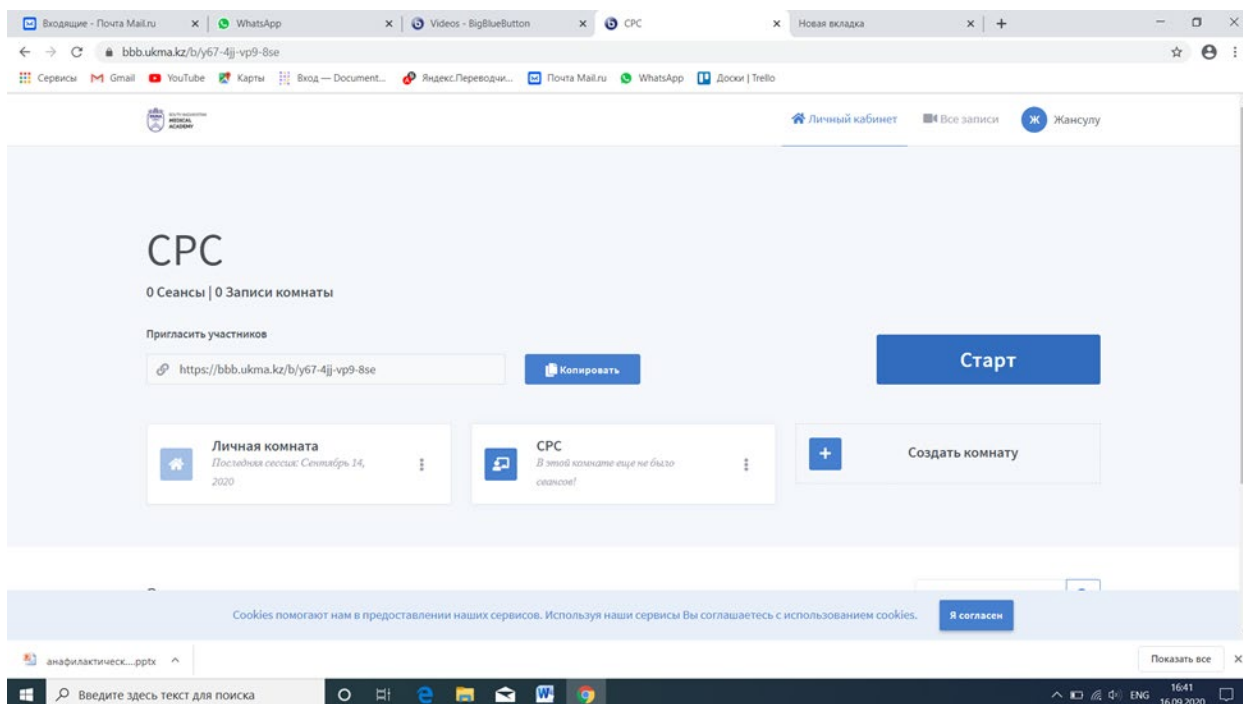 Входящие - Почта Mail.ru
WhatsApp
Videos - BigBlueButton
CPC
Новая вкладка
bbb.ukma.kz/b/y67-4jj-vp9-8se
Сервисы
Gmail
YouTube
Карты
Вход — Document...
Яндекс.Переводчи...
Почта Mail.ru
WhatsApp
Доски | Trello
MEDICAL
ACADEMY
Личный кабинет
Все записи
Ж
Жансулу
СРС
0 Сеансы | 0 Записи комнаты
Пригласить участников
https://bbb.ukma.kz/b/y67-4jj-vp9-8se
Копировать
Старт
Личная комната
Последняя сессия: Сентябрь 14,
2020
СРС
В этой комнате еще не было
сеансов!
Создать комнату
Cookies помогают нам в предоставлении наших сервисов. Используя наши сервисы Вы соглашаетесь с использованием cookies.
Я согласен
анафилактическ....pptx
Показать все
Введите здесь текст для поиска
ENG
16:41
16.09.2020